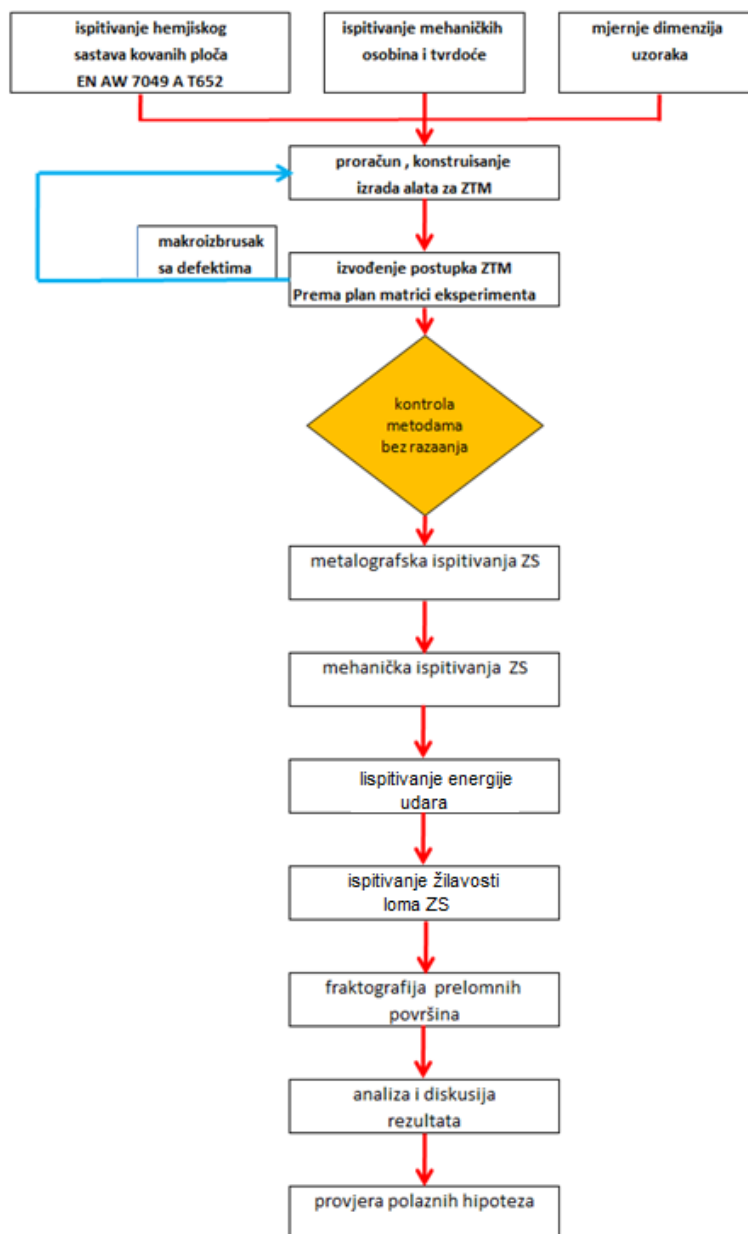 ispitivanje hemjiskog
sastava kovanih ploča
EN AW 7049 A T652
ispitivanje mehaničkih
osobina i tvrdoće
mjernje dimenzija
uzoraka
proračun , konstruisanje
izrada alata za ZTM
makroizbrusak
sa defektima
izvođenje postupka ZTM
Prema plan matrici eksperimenta
kontrola
metodama
bez razaanja
metalografska ispitivanja ZS
mehanička ispitivanja ZS
lispitivanje energije
udara
ispitivanje žilavosti
loma ZS
fraktografija prelomnih
površina
analiza i diskusija
rezultata
provjera polaznih hipoteza